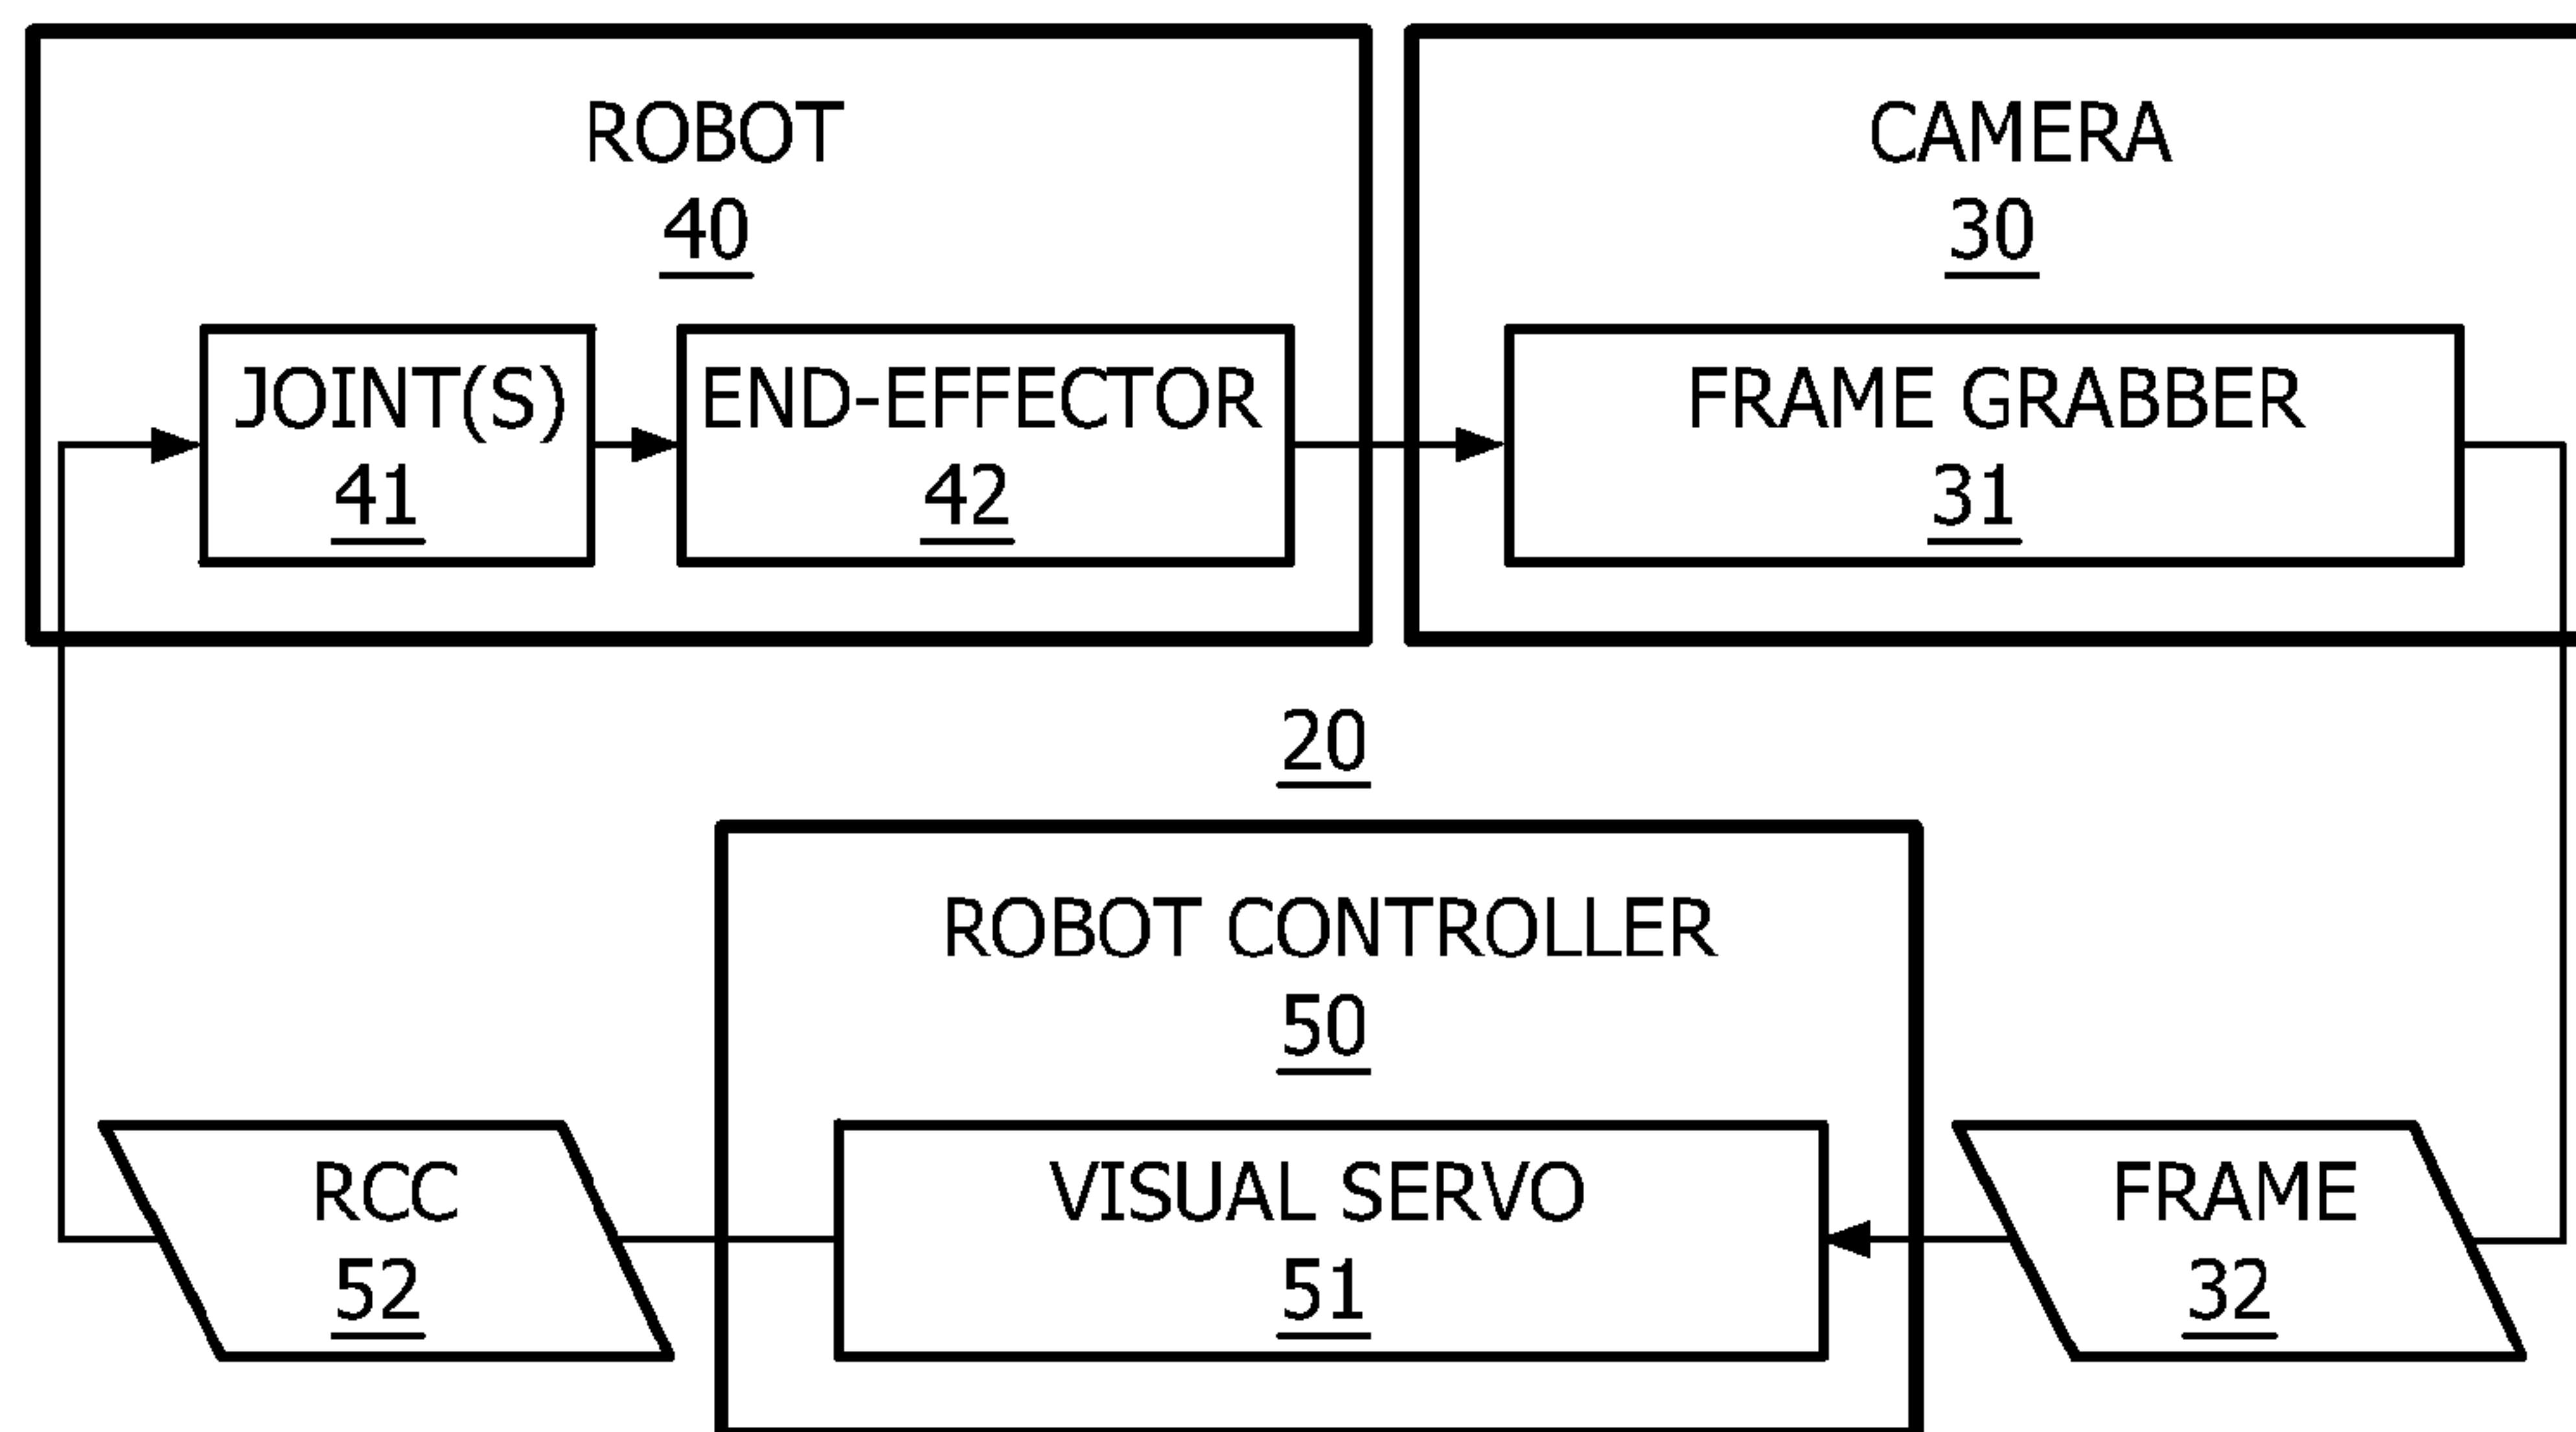 ROBOT
40
CAMERA
30
JOINT(S)
41
END-EFFECTOR
42
FRAME GRABBER
31
20
ROBOT CONTROLLER
50
RCC
52
VISUAL SERVO
51
FRAME
32